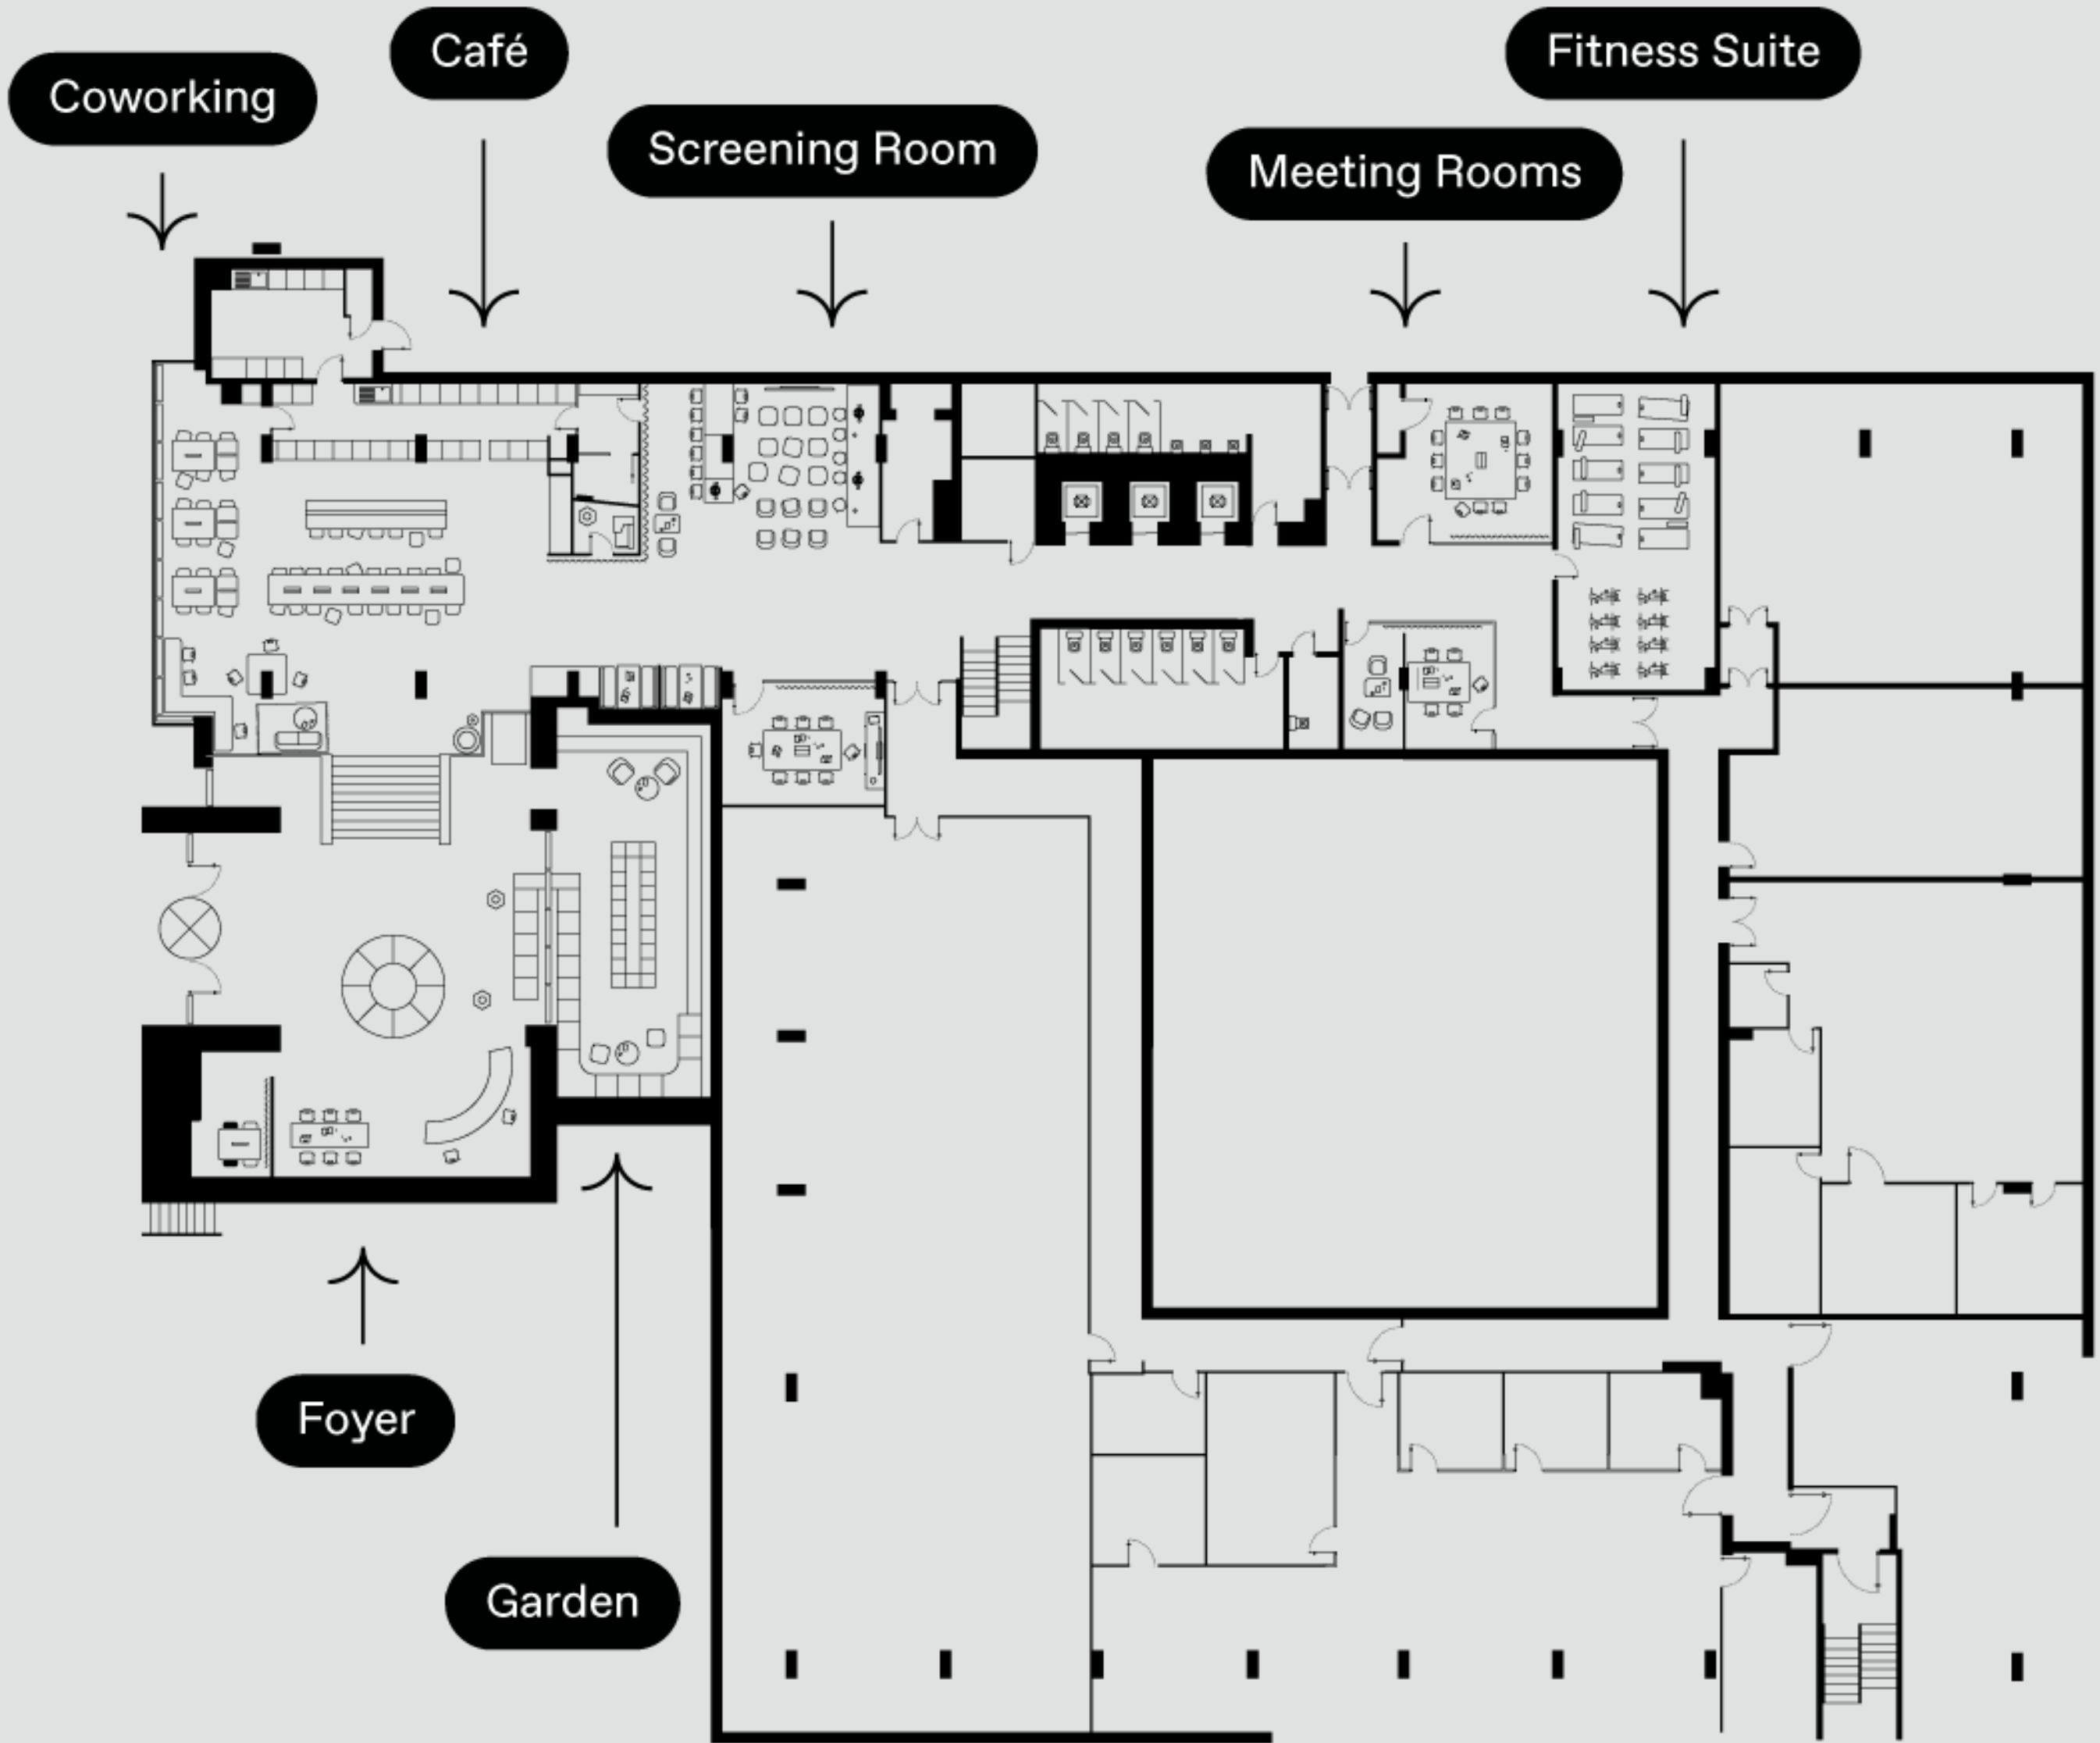 Café
Fitness Suite
Coworking
Screening Room
Meeting Rooms
Foyer
Garden